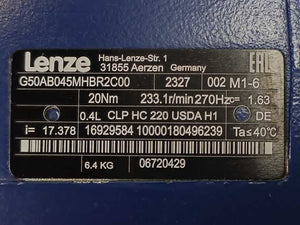 Lenze
Hans-Lenze-Str. 1
31855 Aerzen Germany
EAC
G50AB045MHBR2C00 2327 002 M1-6
20Nm 233.1r/min 270Hz c= 1.63
0.4L CLP HC 220 USDA H1 DE
i= 17.378 16929584 10000180496239 Ta≤40°C
6.4 KG 06720429